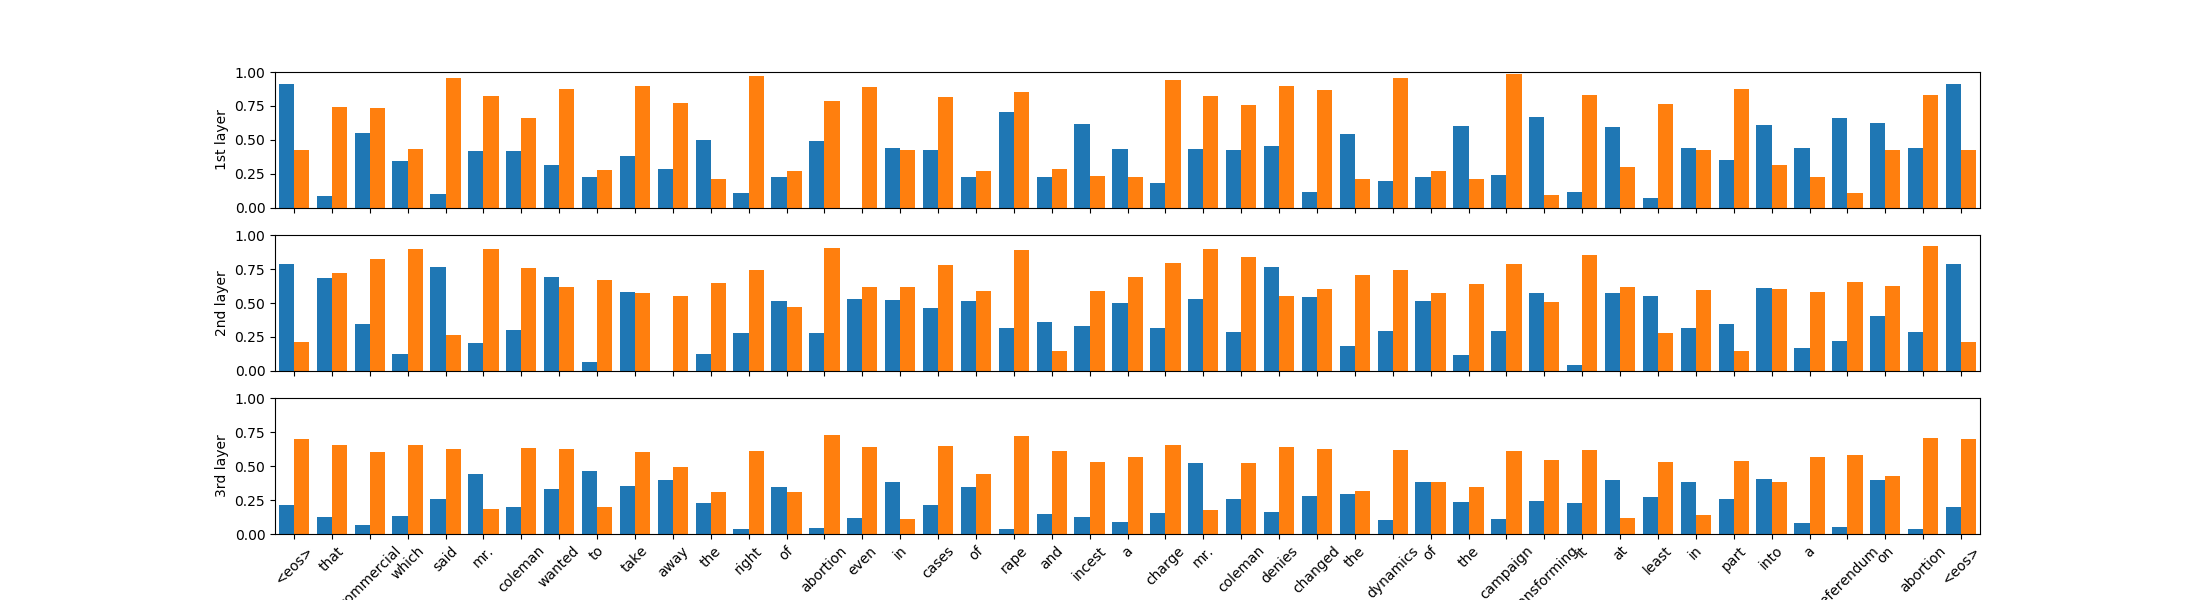 1.00
0.75
0.50
0.25
0.00
1st layer
1.00
0.75
0.50
0.25
0.00
2nd layer
1.00
0.75
0.50
0.25
0.00
3rd layer
<eos>
that
ommercial
which
said
mr.
coleman
wanted
to
take
away
the
right
of
abortion
even
in
cases
of
rape
and
incest
a
charge
mr.
coleman
denies
changed
the
dynamics
of
the
campaign
ansforming
it
at
least
in
part
into
a
eferendum
on
abortion
<eos>